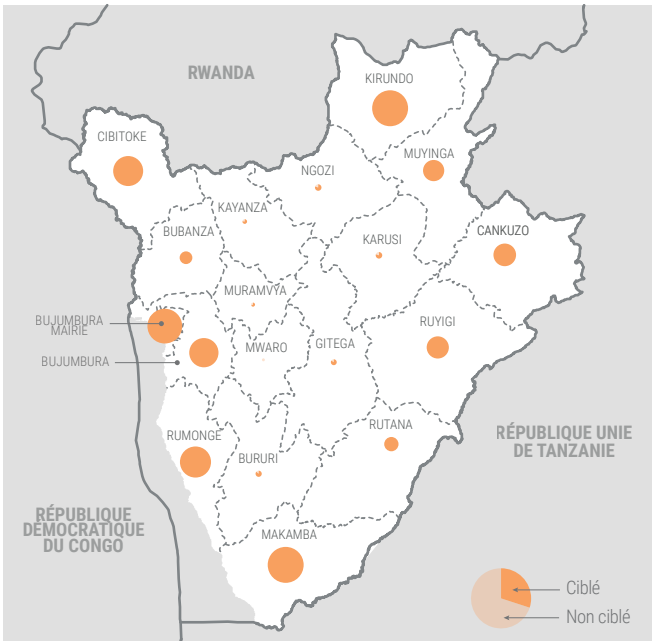 RWANDA
KIRUNDO
CIBITOKE
MUYINGA
NGOZI
KAYANZA
BUBANZA
KARUSI
CANKUZO
MURAMVYA
BUJUMBURA
MAIRIE
RUYIGI
MWARO
GITEGA
BUJUMBURA
RUTANA
RUMONGE
RÉPUBLIQUE UNIE
DE TANZANIE
BURURI
RÉPUBLIQUE
DÉMOCRATIQUE
DU CONGO
MAKAMBA
Ciblé
Non ciblé